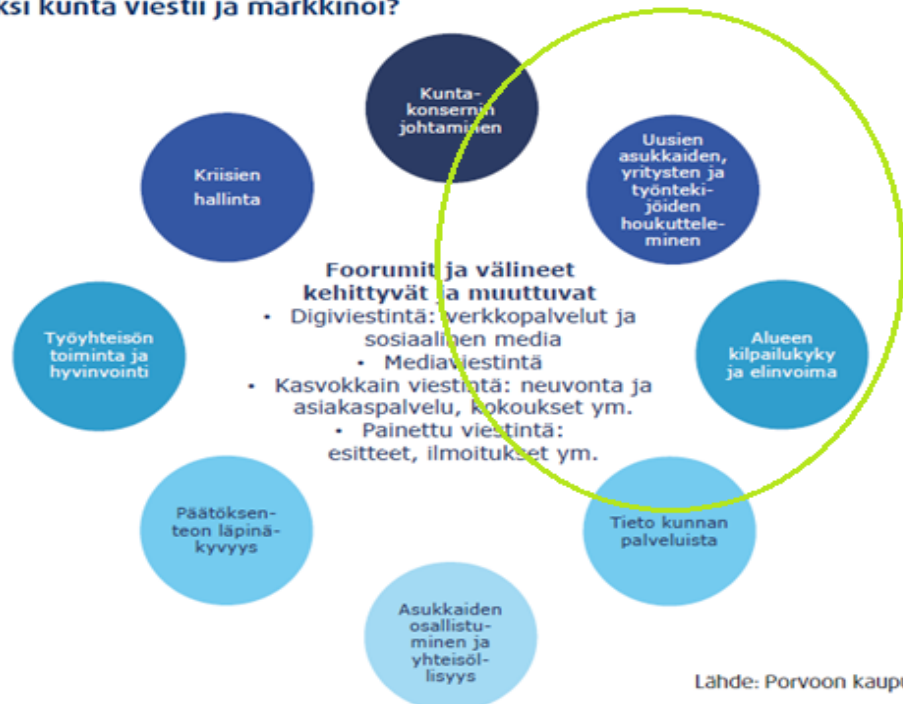 ksi kunta viestii ja markkinoi?
Kunta-
konsernin
johtaminen
Uusien
asukkaiden,
yritysten ja
työnteki-
jöiden
houkuttele-
minen
Alueen
kilpailukyky
ja elinvoima
Tieto kunnan
palveluista
Asukkaiden
osallistu-
minen ja
yhteisöl-
lisyys
Päätöksen-
teon läpinä-
kyvyys
Työyhteisön
toiminta ja
hyvinvointi
Kriisien
hallinta
Foorumit ja välineet
kehittyvät ja muuttuvat
• Digiviestintä: verkkopalvelut ja
sosiaalinen media
• Mediaviestintä
• Kasvokkain viestintä: neuvonta ja
asiakaspalvelu, kokoukset ym.
• Painettu viestintä:
esitteet, ilmoitukset ym.
Lähde: Porvoon kaupu